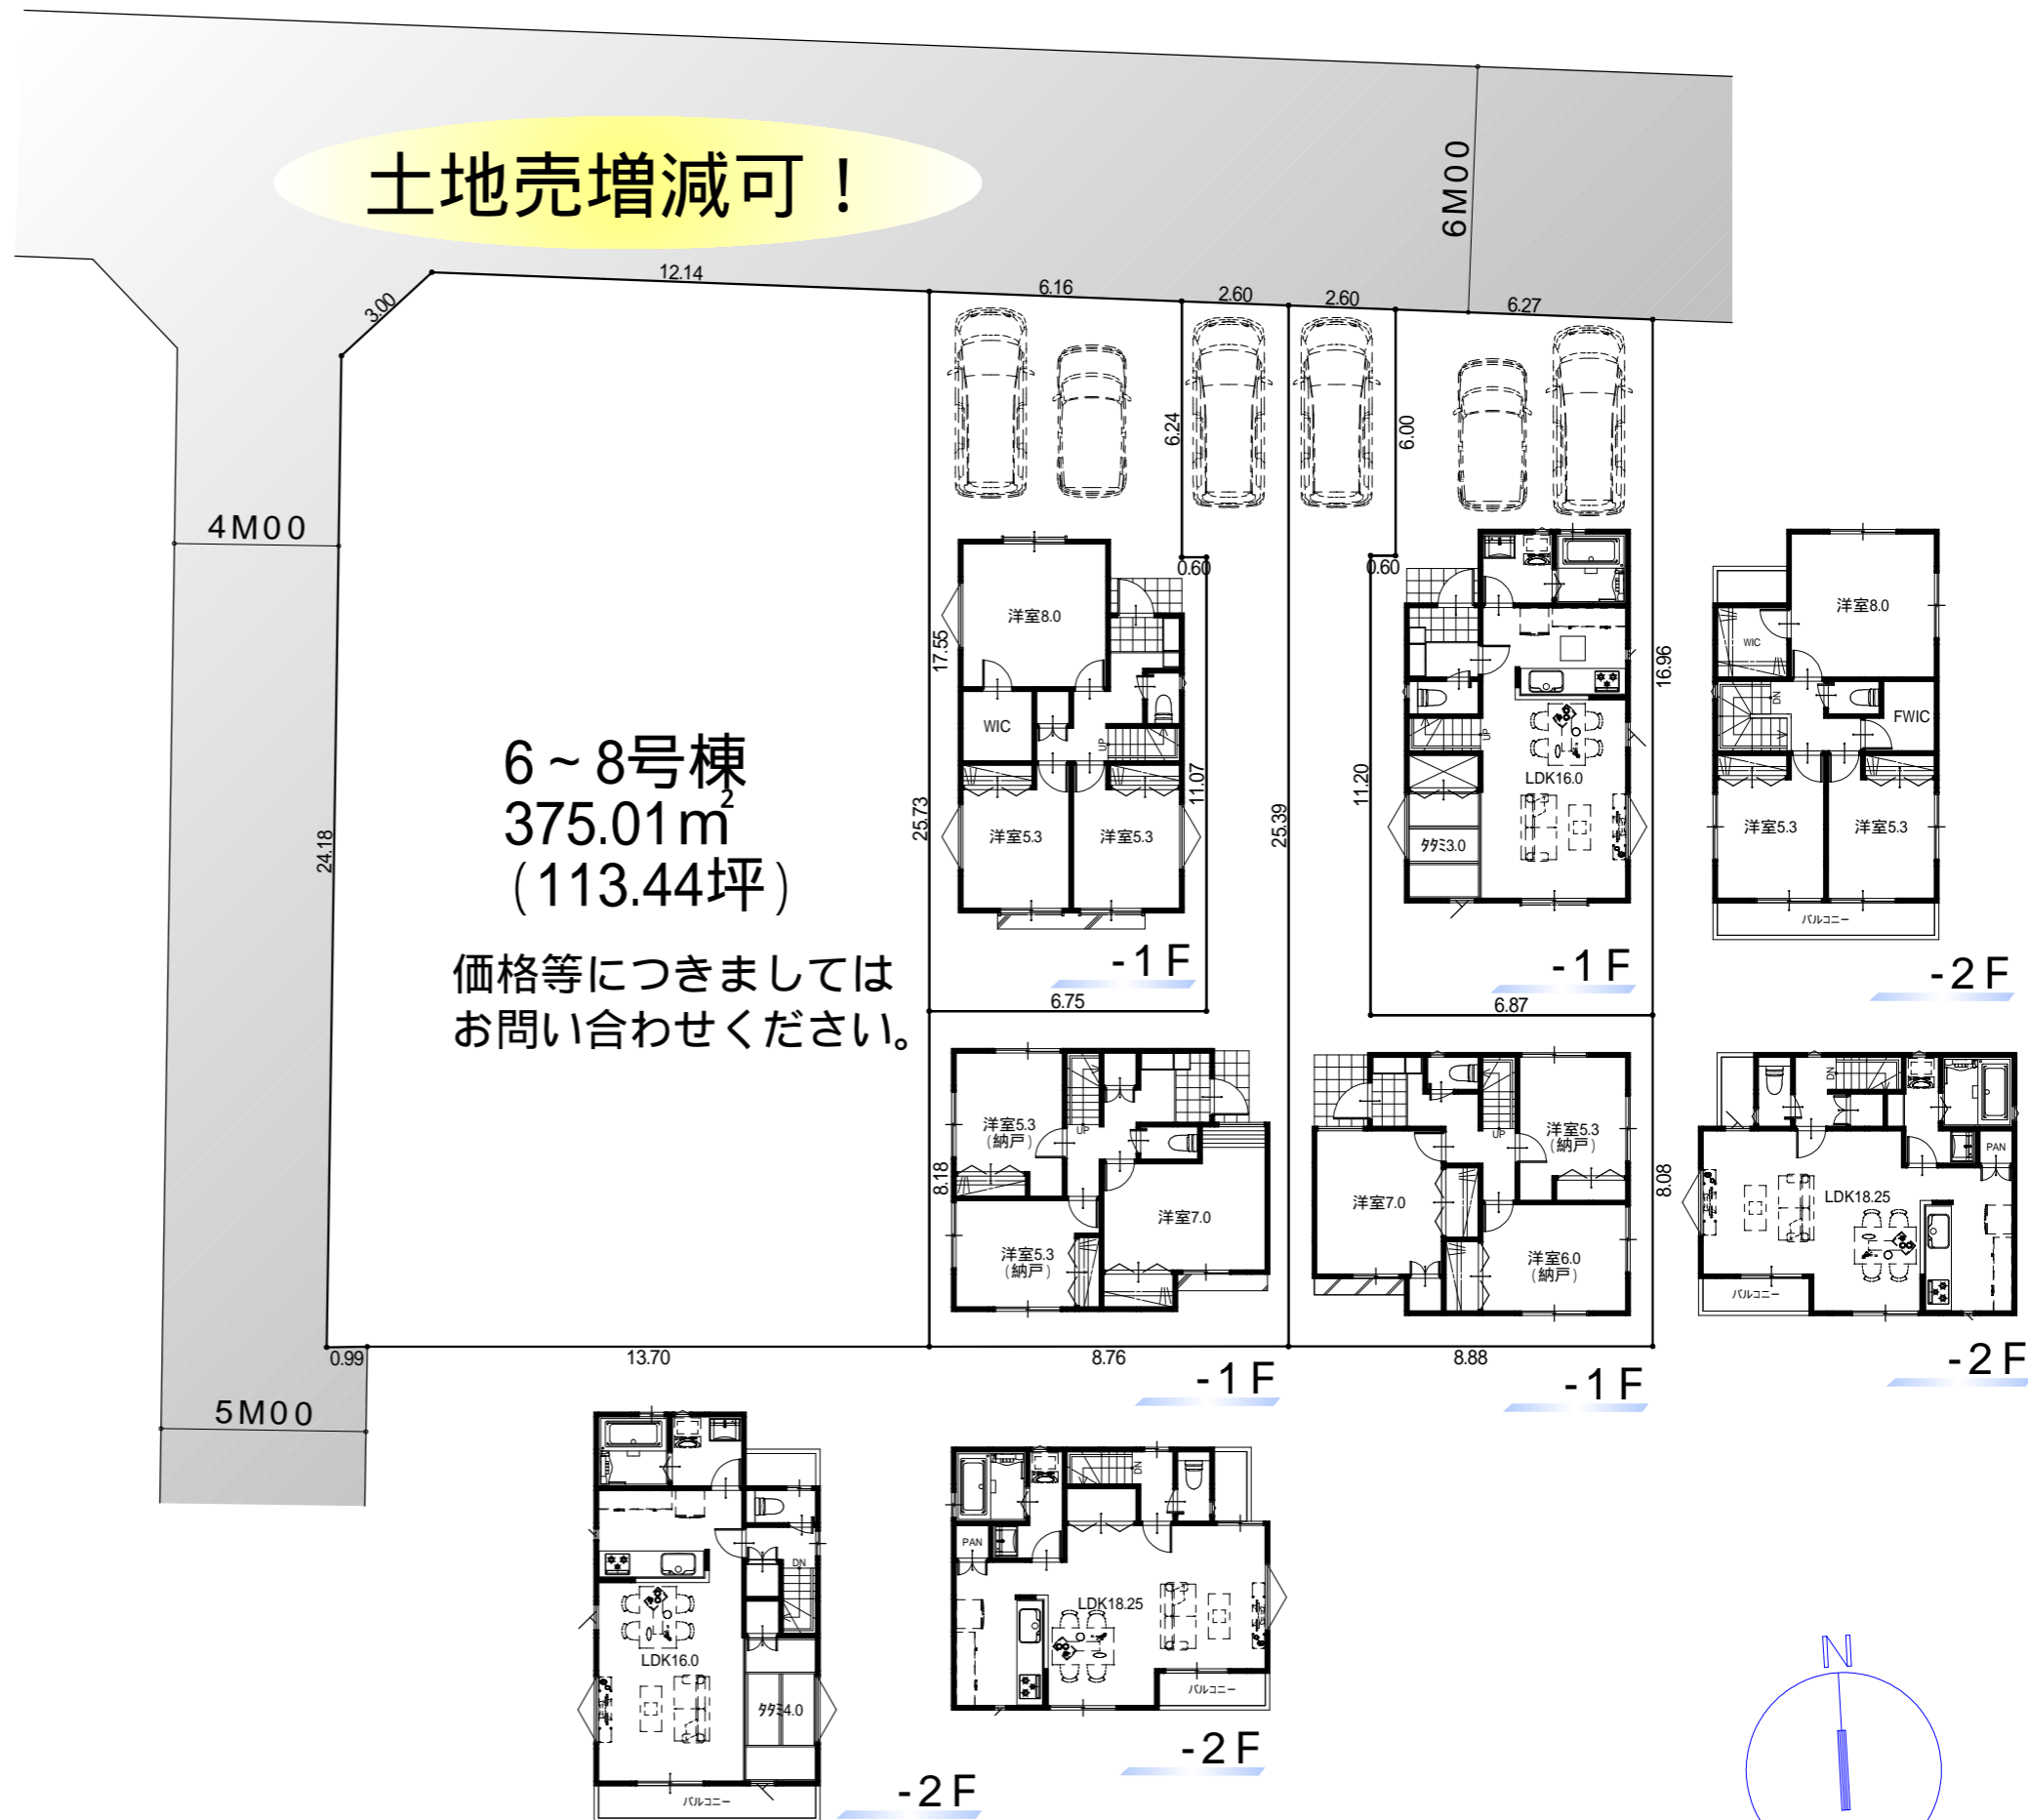 土地売増減可！
6M00
12.14
6.16
2.60
2.60
6.27
3.00
6.24
6.00
4M00
0.60
0.60
洋室8.0
17.55
WIC
UP
洋室5.3
洋室5.3
11.07
25.73
24.18
6～8号棟
375.01㎡
(113.44坪)
価格等につきましては
お問い合わせください。
-1F
6.75
25.39
11.20
16.96
UP
LDK16.0
タタミ3.0
-1F
6.87
洋室8.0
WIC
DN
FWIC
洋室5.3
洋室5.3
バルコニー
-2F
洋室5.3
(納戸)
UP
8.18
洋室5.3
(納戸)
洋室7.0
洋室5.3
(納戸)
UP
洋室7.0
洋室6.0
(納戸)
8.08
DN
PAN
LDK18.25
バルコニー
-2F
0.99
13.70
8.76
8.88
-1F
-1F
5M00
DN
LDK16.0
タタミ4.0
バルコニー
-2F
DN
PAN
LDK18.25
バルコニー
-2F
N